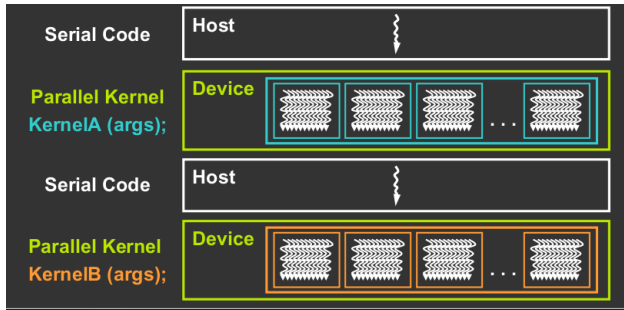 Serial Code
Host
Parallel Kernel
KernelA (args);
Device
. . .
Serial Code
Host
Parallel Kernel
KernelB (args);
Device
. . .